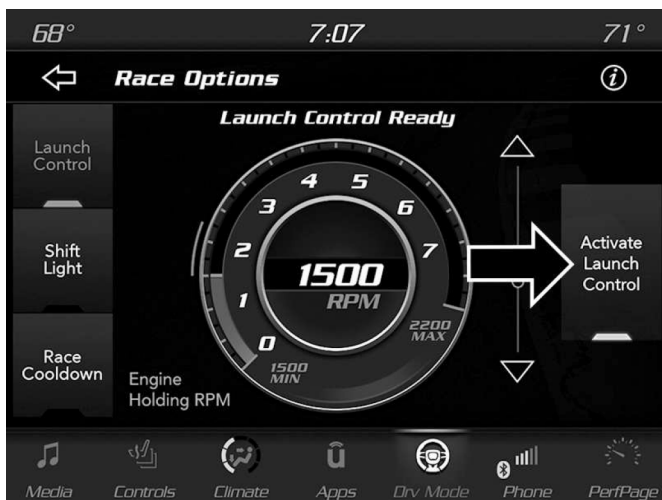 68°
7:07
71°
Race Options
i
Launch Control Ready
Launch
Control
Shift
Light
Race
Cooldown
0
1
2
3
4
5
6
7
1500
RPM
1500
MIN
2200
MAX
Engine
Holding RPM
Activate
Launch
Control
Media
Controls
Climate
û
Apps
Drv Mode
Phone
PerfPage